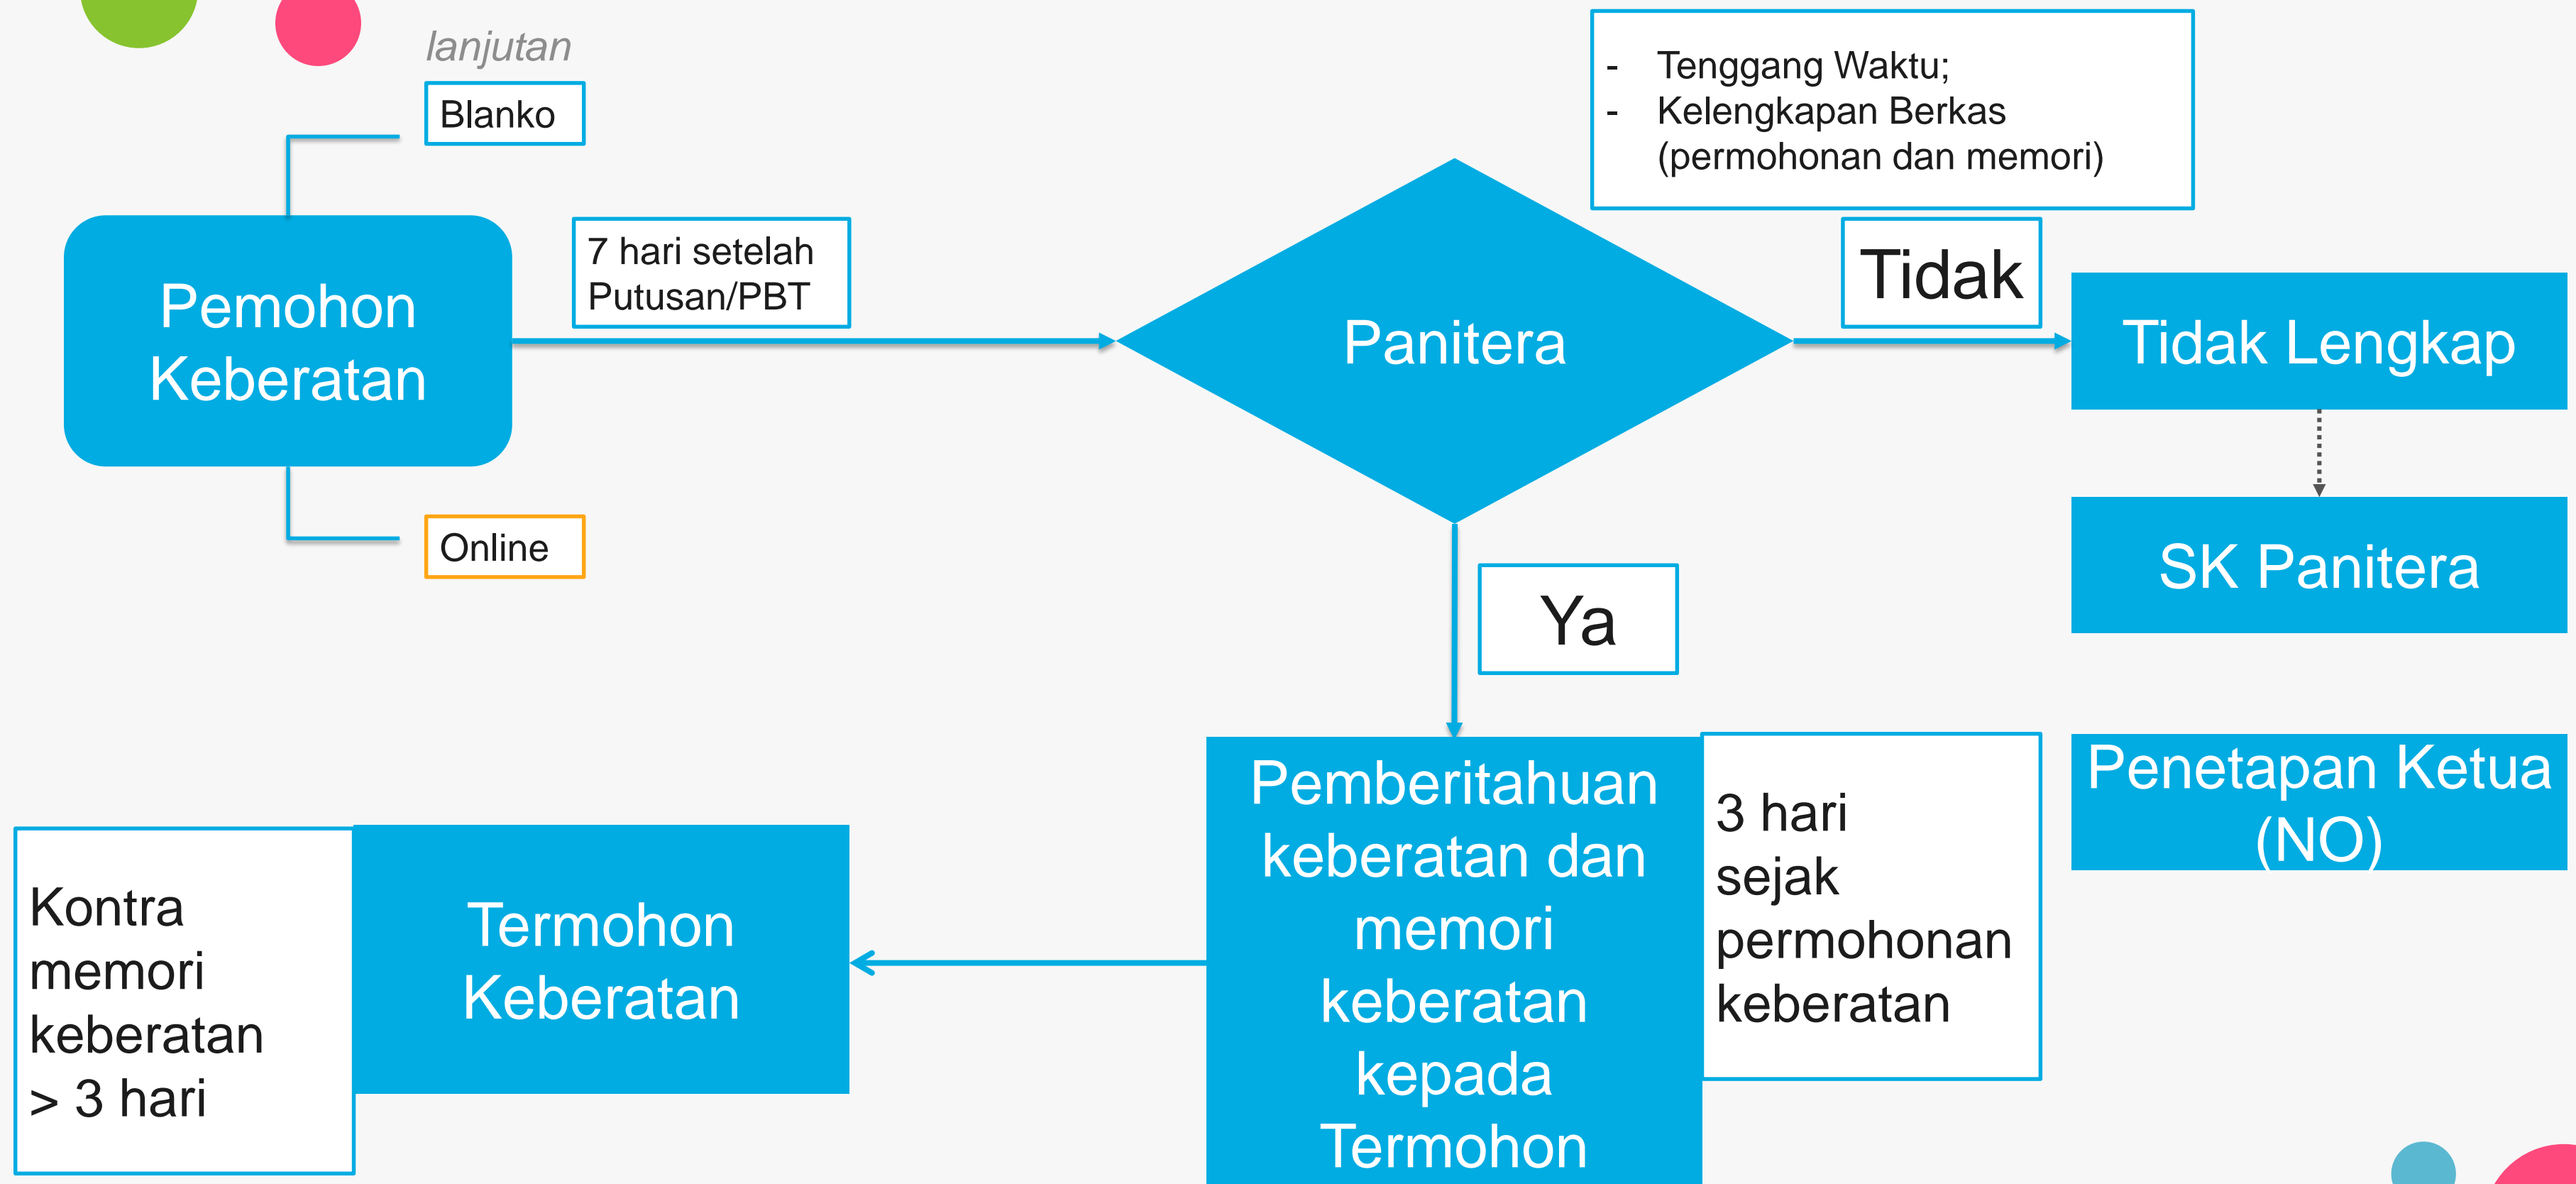 lanjutan
Blanko
Pemohon
Keberatan
Online
7 hari setelah
Putusan/PBT
Panitera
- Tenggang Waktu;
- Kelengkapan Berkas
(permohonan dan memori)
Tidak
Tidak Lengkap
SK Panitera
Penetapan Ketua
(NO)
Ya
Pemberitahuan
keberatan dan
memori
keberatan
kepada
Termohon
3 hari
sejak
permohonan
keberatan
Termohon
Keberatan
Kontra
memori
keberatan
> 3 hari